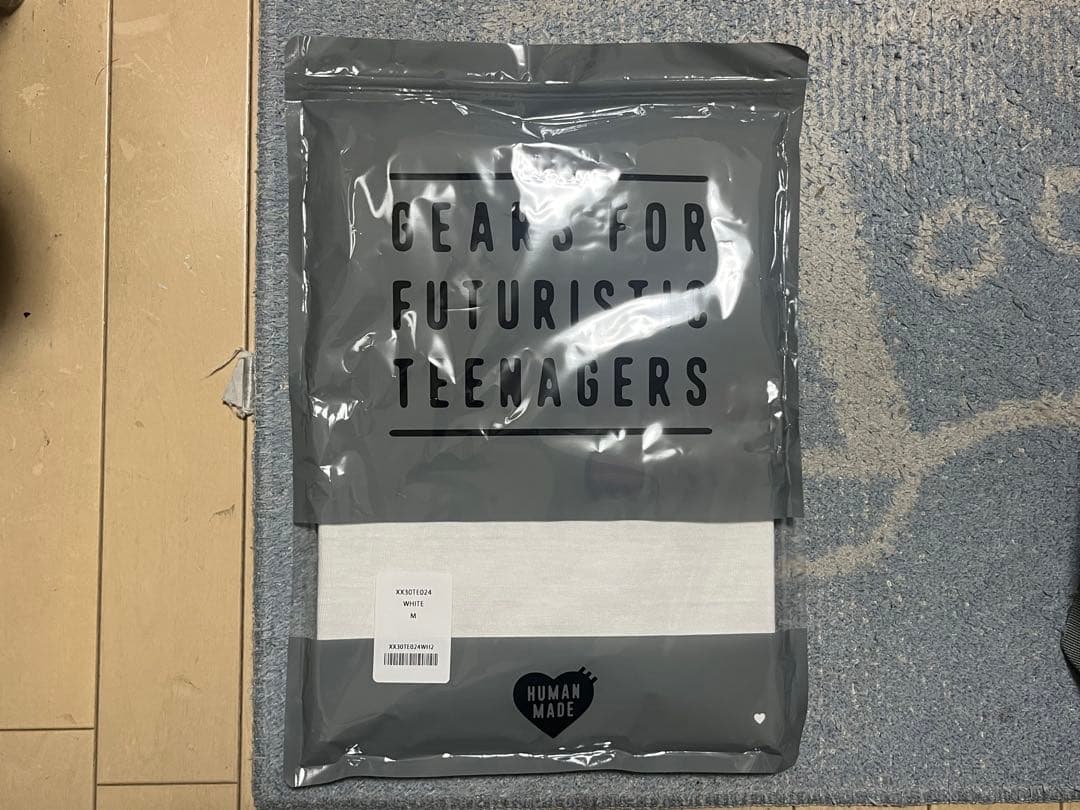 GEARS FOR
FUTURISTIC
TEENAGERS
XX30TE024
WHITE
M
XX30TE024WH2
HUMAN
MADE